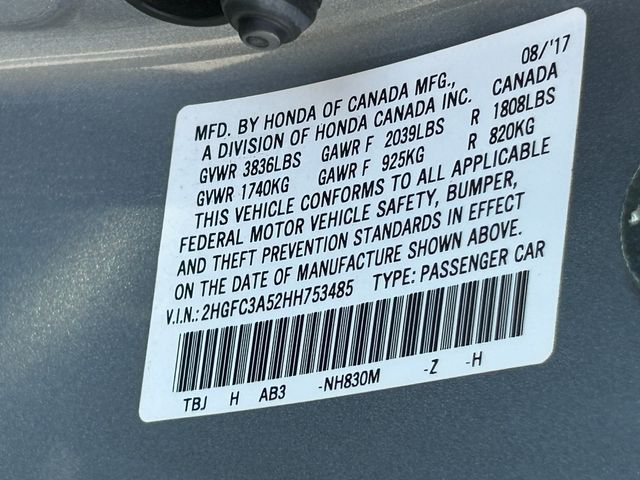 08/'17
MFD. BY HONDA OF CANADA MFG., CANADA
A DIVISION OF HONDA CANADA INC.
GVWR 3836LBS GAWR F 2039LBS R 1808LBS
GVWR 1740KG GAWR F 925KG R 820KG
THIS VEHICLE CONFORMS TO ALL APPLICABLE
FEDERAL MOTOR VEHICLE SAFETY, BUMPER,
AND THEFT PREVENTION STANDARDS IN EFFECT
ON THE DATE OF MANUFACTURE SHOWN ABOVE.
V.I.N.: 2HGFC3A52HH753485 TYPE: PASSENGER CAR
TBJ H AB3 -NH830M -Z -H